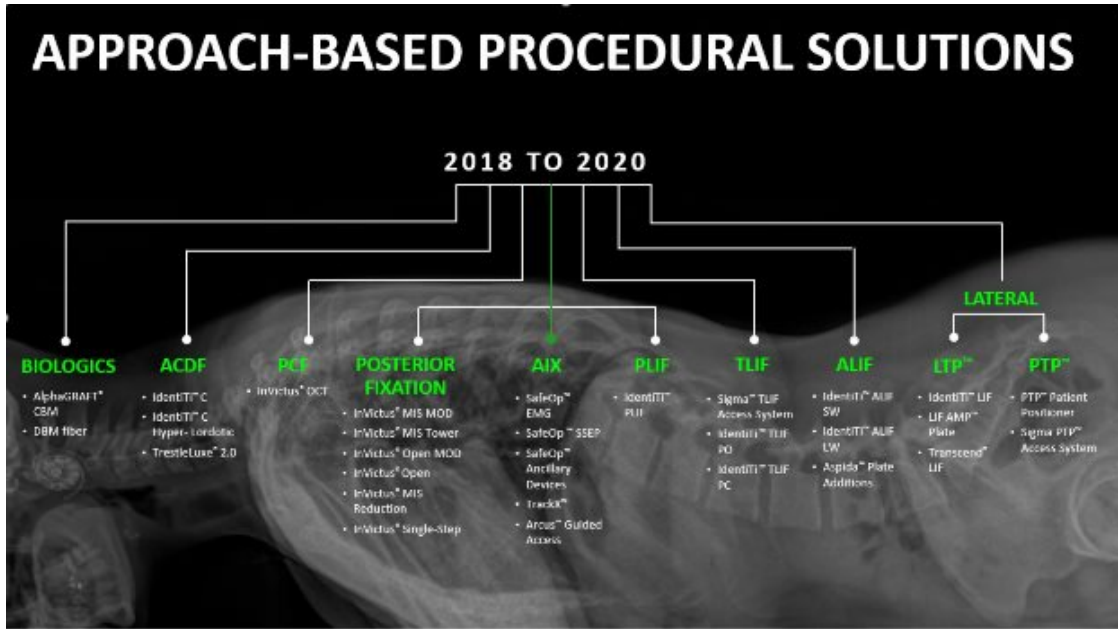 APPROACH-BASED PROCEDURAL SOLUTIONS
2018 TO 2020
BIOLOGICS
• AlphaGRAFT®
CBM
• DBM fiber
ACDF
• IdentiTi™ C
• IdentiTi™ C
Hyper- Lordotic
• TrestleLuxe® 2.0
PCF
• InVictus® OCT
POSTERIOR
FIXATION
• InVictus® MIS MOD
• InVictus® MIS Tower
• InVictus® Open MOD
• InVictus® Open
• InVictus® MIS
Reduction
• InVictus® Single-Step
AIX
• SafeOp™
EMG
• SafeOp™ SSEP
• SafeOp™
Ancillary
Devices
• TrackX™
• Arcus™ Guided
Access
PLIF
• IdentiTi™
PLIF
TLIF
• Sigma™ TLIF
Access System
• IdentiTi™ TLIF
PO
• IdentiTi™ TLIF
PC
ALIF
• IdentiTi™ ALIF
SW
• IdentiTi™ ALIF
LW
• Aspida™ Plate
Additions
LATERAL
LTP™
• IdentiTi™ LIF
• LIF AMP™
Plate
• Transcend™
LIF
PTP™
• PTP™ Patient
Positioner
• Sigma PTP™
Access System